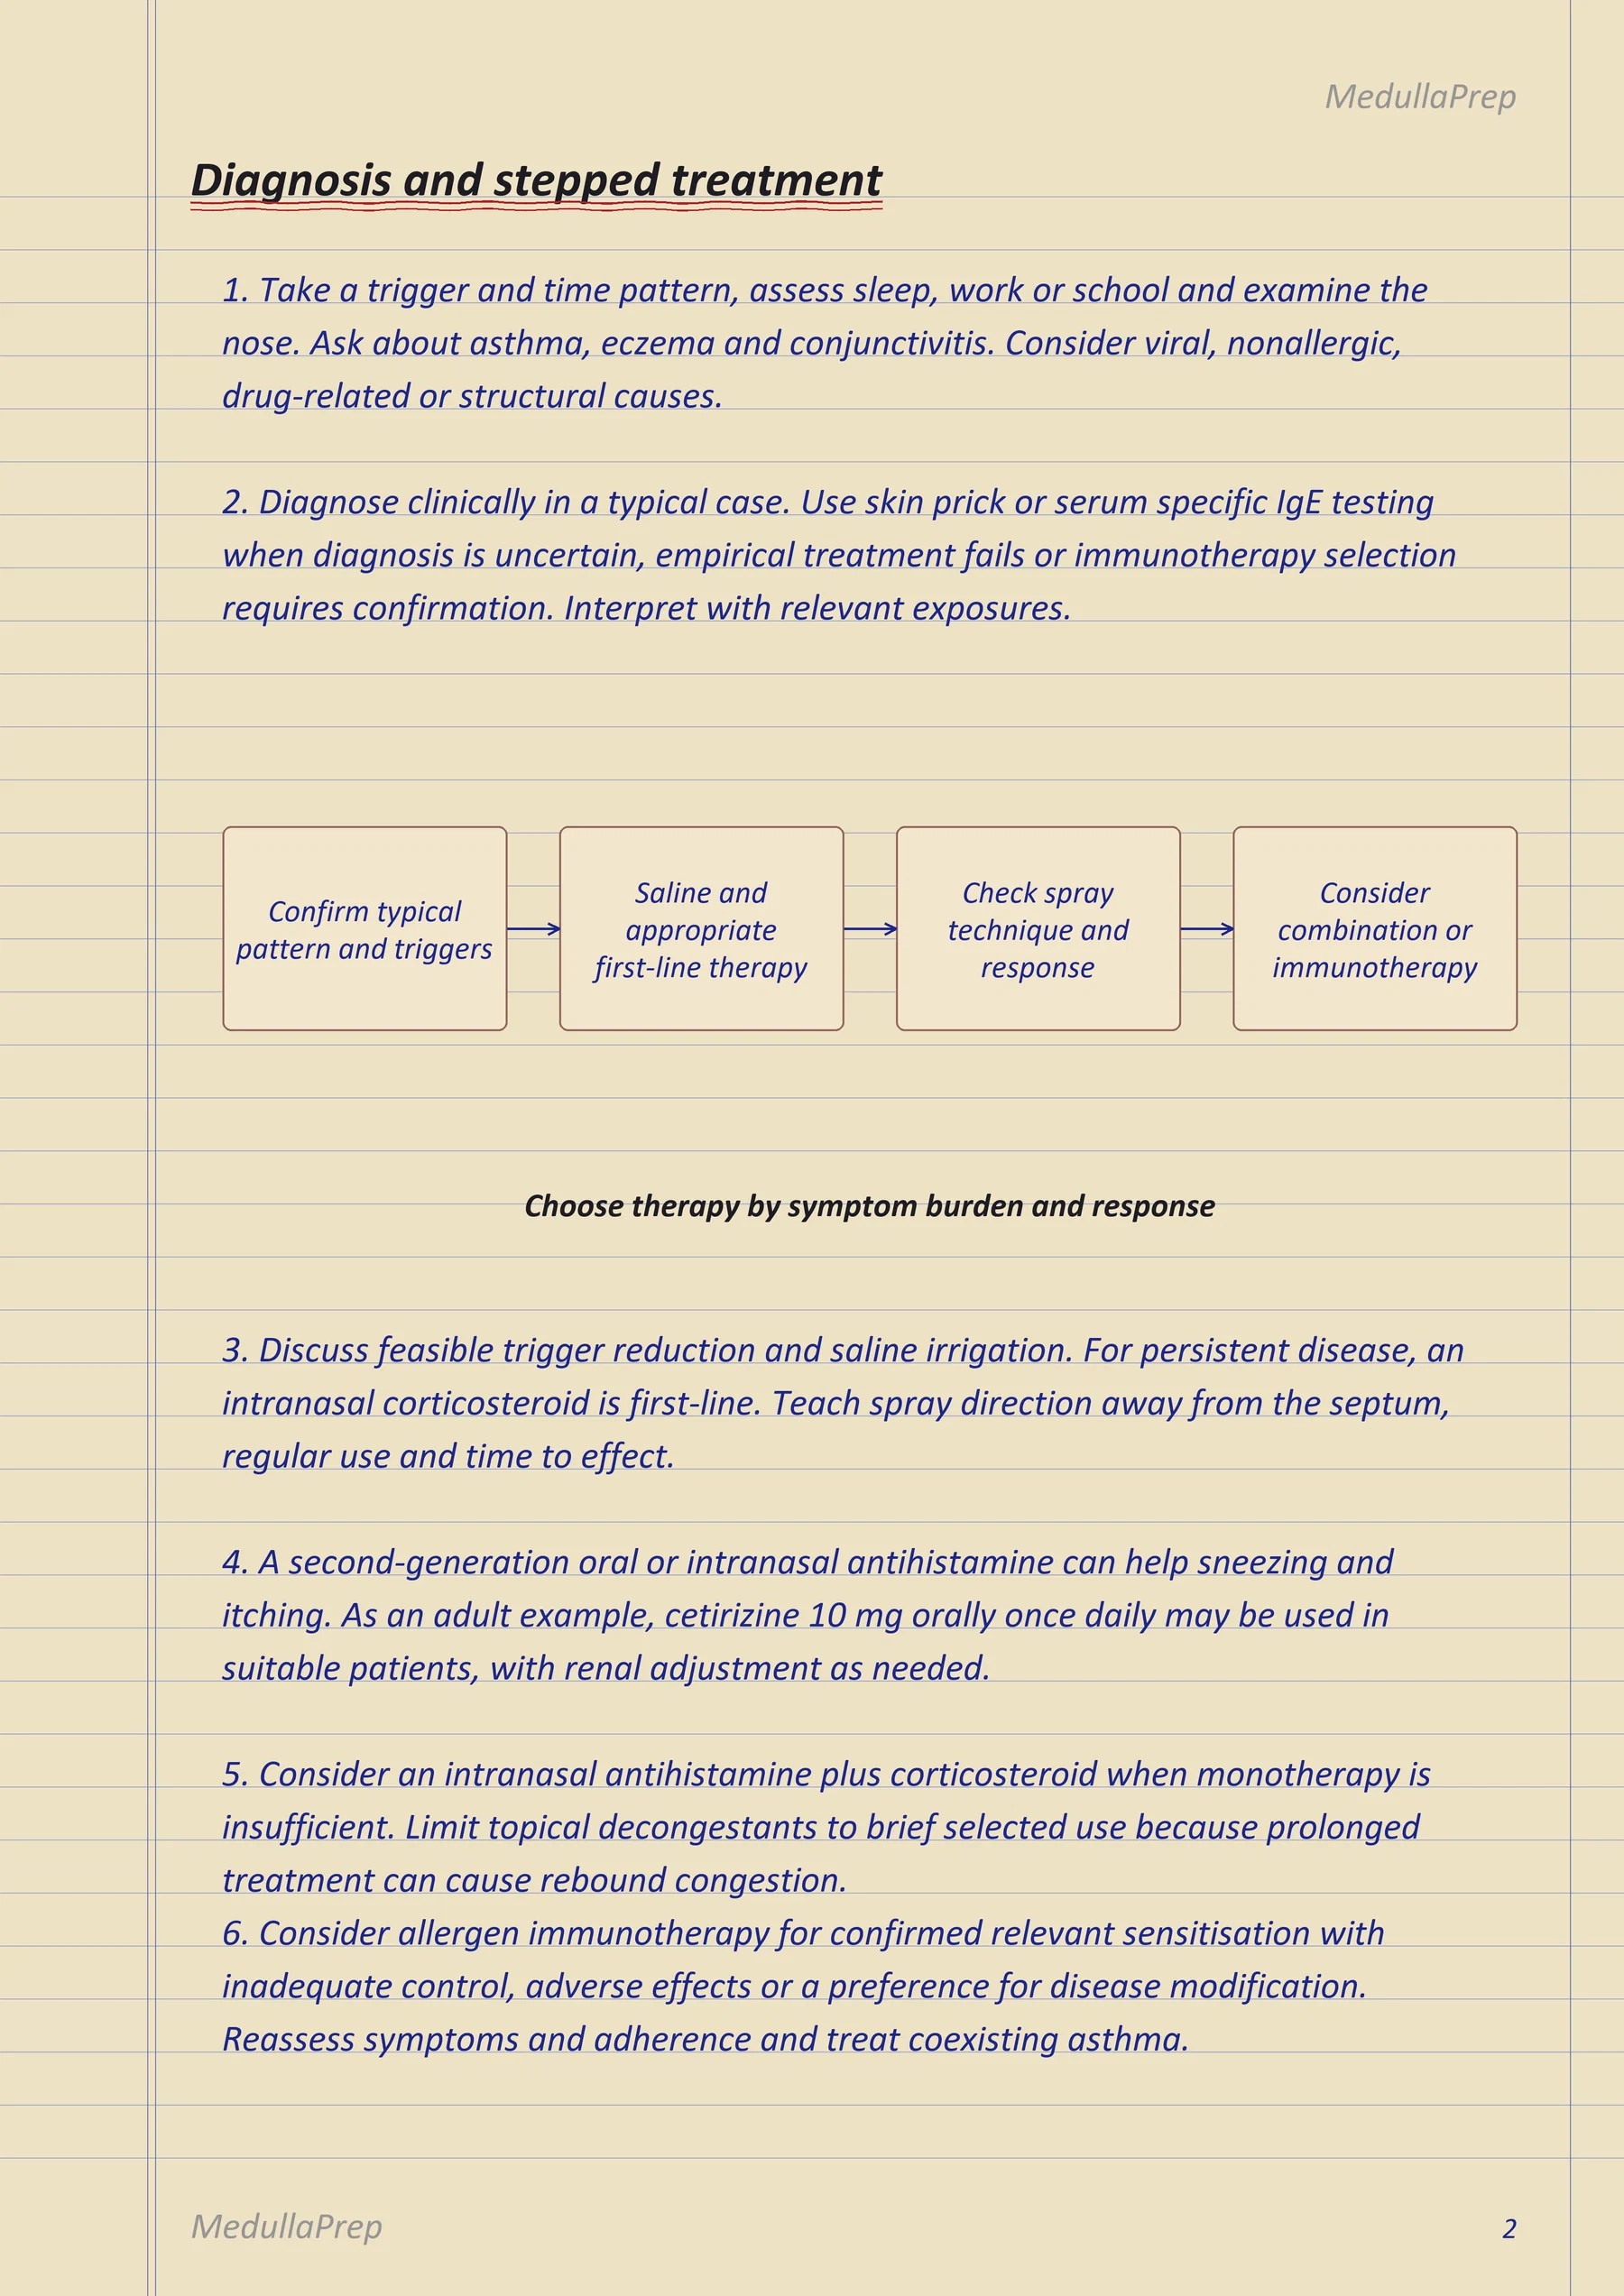 MedullaPrep
Diagnosis and stepped treatment
1. Take a trigger and time pattern, assess sleep, work or school and examine the
nose. Ask about asthma, eczema and conjunctivitis. Consider viral, nonallergic,
drug-related or structural causes.
2. Diagnose clinically in a typical case. Use skin prick or serum specific IgE testing
when diagnosis is uncertain, empirical treatment fails or immunotherapy selection
requires confirmation. Interpret with relevant exposures.
Confirm typical
pattern and triggers
Saline and
appropriate
first-line therapy
Check spray
technique and
response
Consider
combination or
immunotherapy
Choose therapy by symptom burden and response
3. Discuss feasible trigger reduction and saline irrigation. For persistent disease, an
intranasal corticosteroid is first-line. Teach spray direction away from the septum,
regular use and time to effect.
4. A second-generation oral or intranasal antihistamine can help sneezing and
itching. As an adult example, cetirizine 10 mg orally once daily may be used in
suitable patients, with renal adjustment as needed.
5. Consider an intranasal antihistamine plus corticosteroid when monotherapy is
insufficient. Limit topical decongestants to brief selected use because prolonged
treatment can cause rebound congestion.
6. Consider allergen immunotherapy for confirmed relevant sensitisation with
inadequate control, adverse effects or a preference for disease modification.
Reassess symptoms and adherence and treat coexisting asthma.
MedullaPrep
2